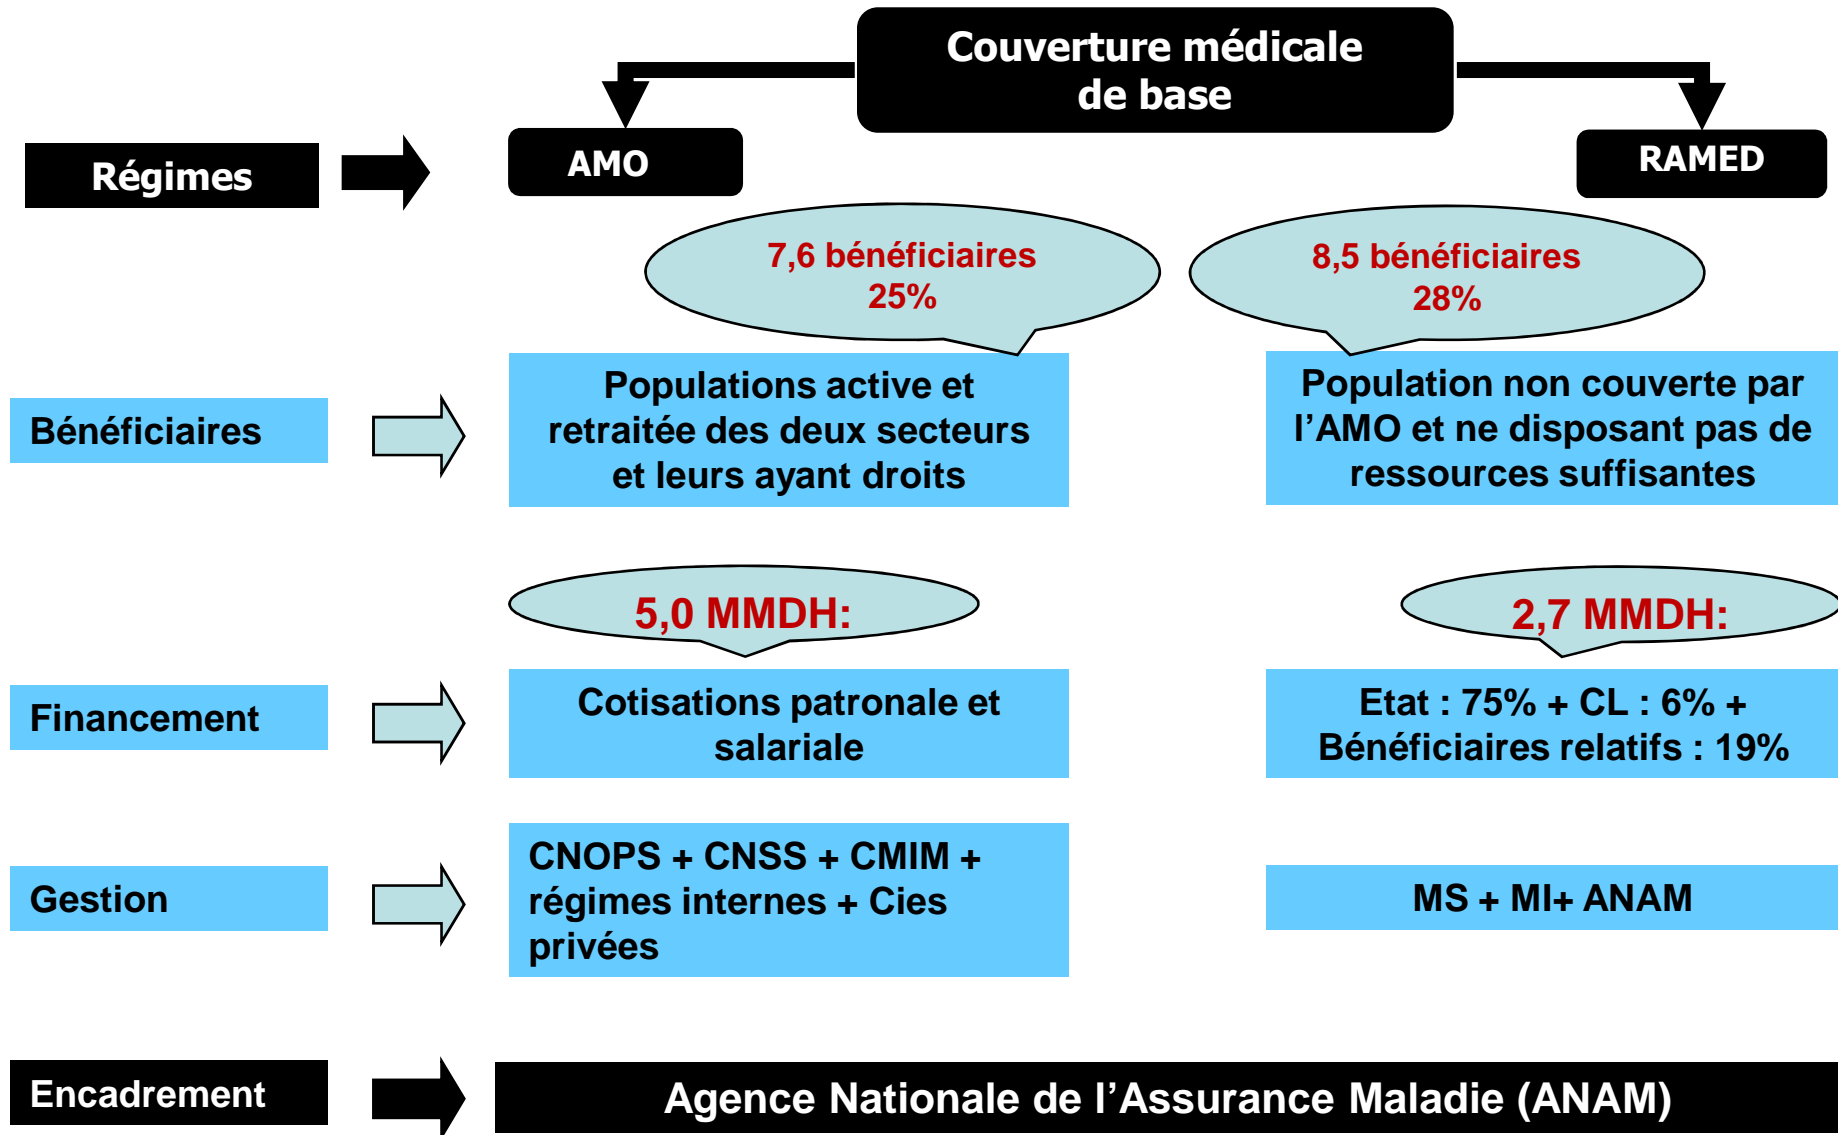 Couverture médicale
de base
Régimes
AMO
RAMED
7,6 bénéficiaires
25%
8,5 bénéficiaires
28%
Bénéficiaires
Populations active et
retraitée des deux secteurs
et leurs ayant droits
Population non couverte par
l’AMO et ne disposant pas de
ressources suffisantes
5,0 MMDH:
2,7 MMDH:
Financement
Cotisations patronale et
salariale
Etat : 75% + CL : 6% +
Bénéficiaires relatifs : 19%
Gestion
CNOPS + CNSS + CMIM +
régimes internes + Cies
privées
MS + MI+ ANAM
Encadrement
Agence Nationale de l’Assurance Maladie (ANAM)